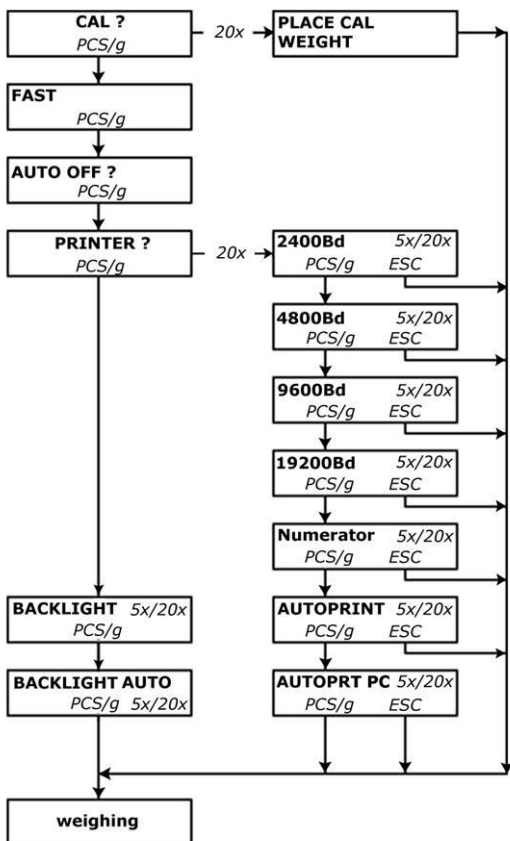 CAL ?
PCS/g
20x
PLACE CAL
WEIGHT
FAST
PCS/g
AUTO OFF ?
PCS/g
PRINTER ?
PCS/g
20x
2400Bd 5x/20x
PCS/g ESC
4800Bd 5x/20x
PCS/g ESC
9600Bd 5x/20x
PCS/g ESC
19200Bd 5x/20x
PCS/g ESC
Numerator 5x/20x
PCS/g ESC
BACKLIGHT 5x/20x
PCS/g
AUTOPRINT 5x/20x
PCS/g ESC
BACKLIGHT AUTO
PCS/g 5x/20x
AUTOPRT PC 5x/20x
PCS/g ESC
weighing